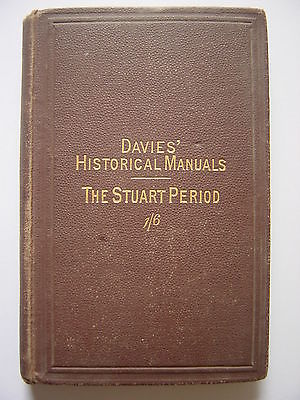 DAVIES'
HISTORICAL MANUALS
THE STUART PERIOD
1/6